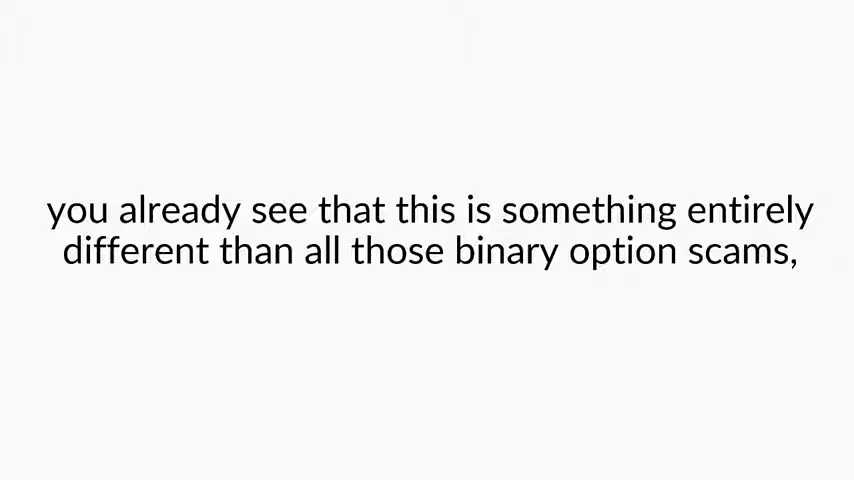 you already see that this is something entirely
different than all those binary option scams,